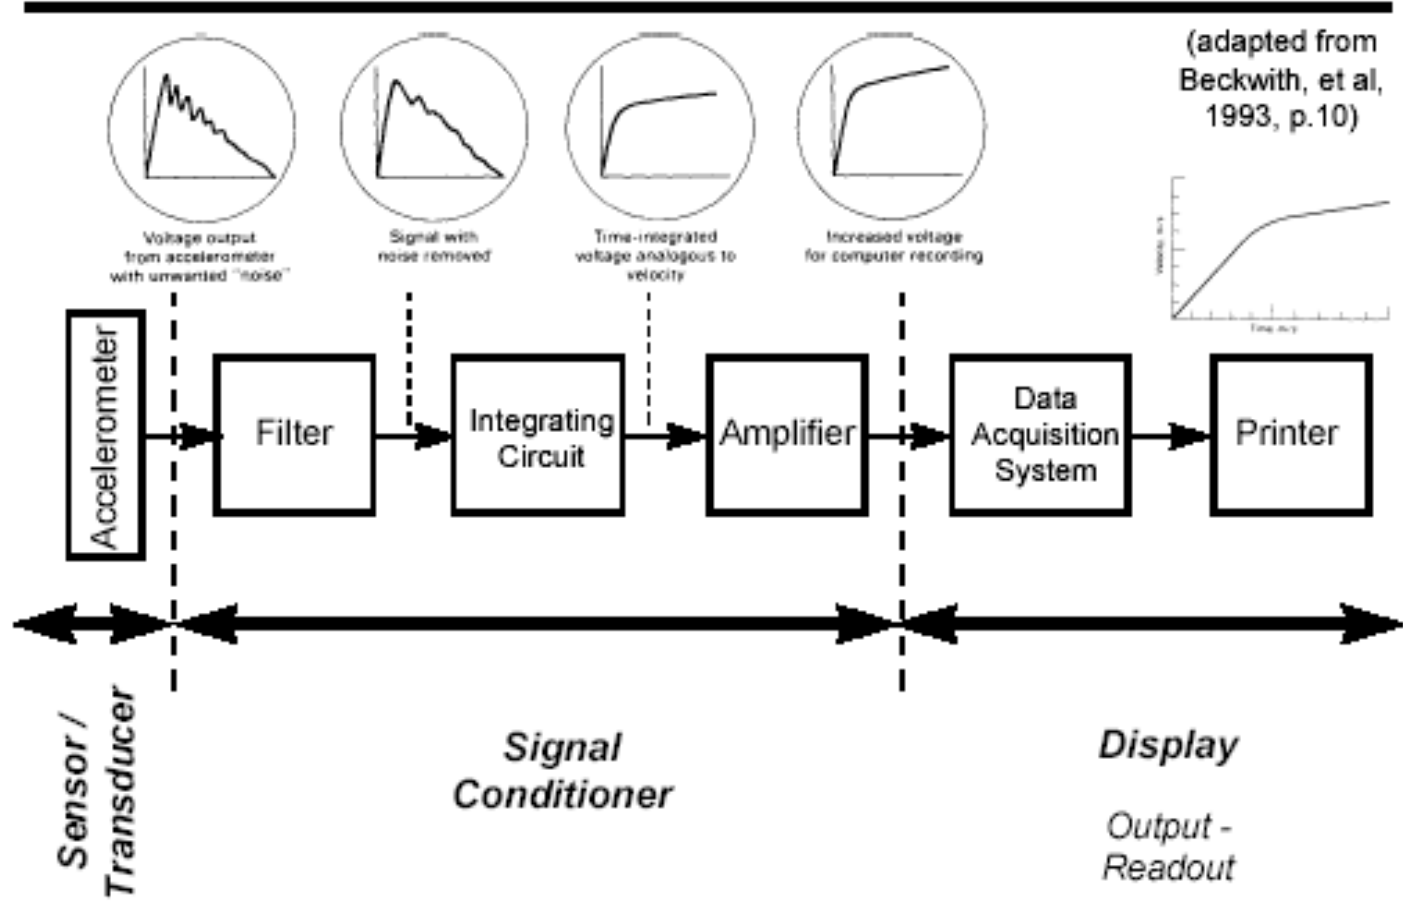 (adapted from
Beckwith, et al,
1993, p.10)
Voltage output
from accelerometer
with unwanted "noise"
Signal with
noise removed
Time-integrated
voltage analogous to
velocity
Increased voltage
for computer recording
Accelerometer
Filter
Integrating
Circuit
Amplifier
Data
Acquisition
System
Printer
Sensor /
Transducer
Signal
Conditioner
Display
Output -
Readout